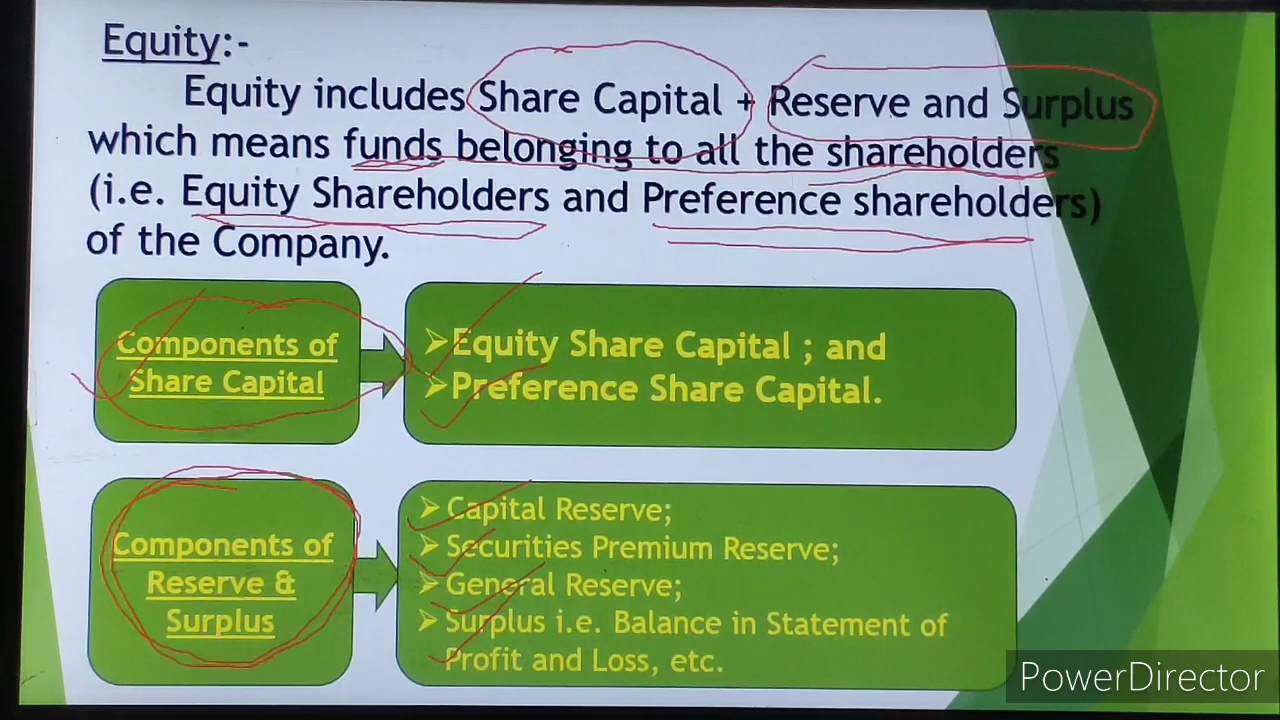 Equity:-
Equity includes Share Capital + Reserve and Surplus
which means funds belonging to all the shareholders
(i.e. Equity Shareholders and Preference shareholders)
of the Company.
Components of
Share Capital
➢Equity Share Capital ; and
➢Preference Share Capital.
Components of
Reserve &
Surplus
➢ Capital Reserve;
➢ Securities Premium Reserve;
➢ General Reserve;
➢ Surplus i.e. Balance in Statement of
Profit and Loss, etc.
PowerDirector